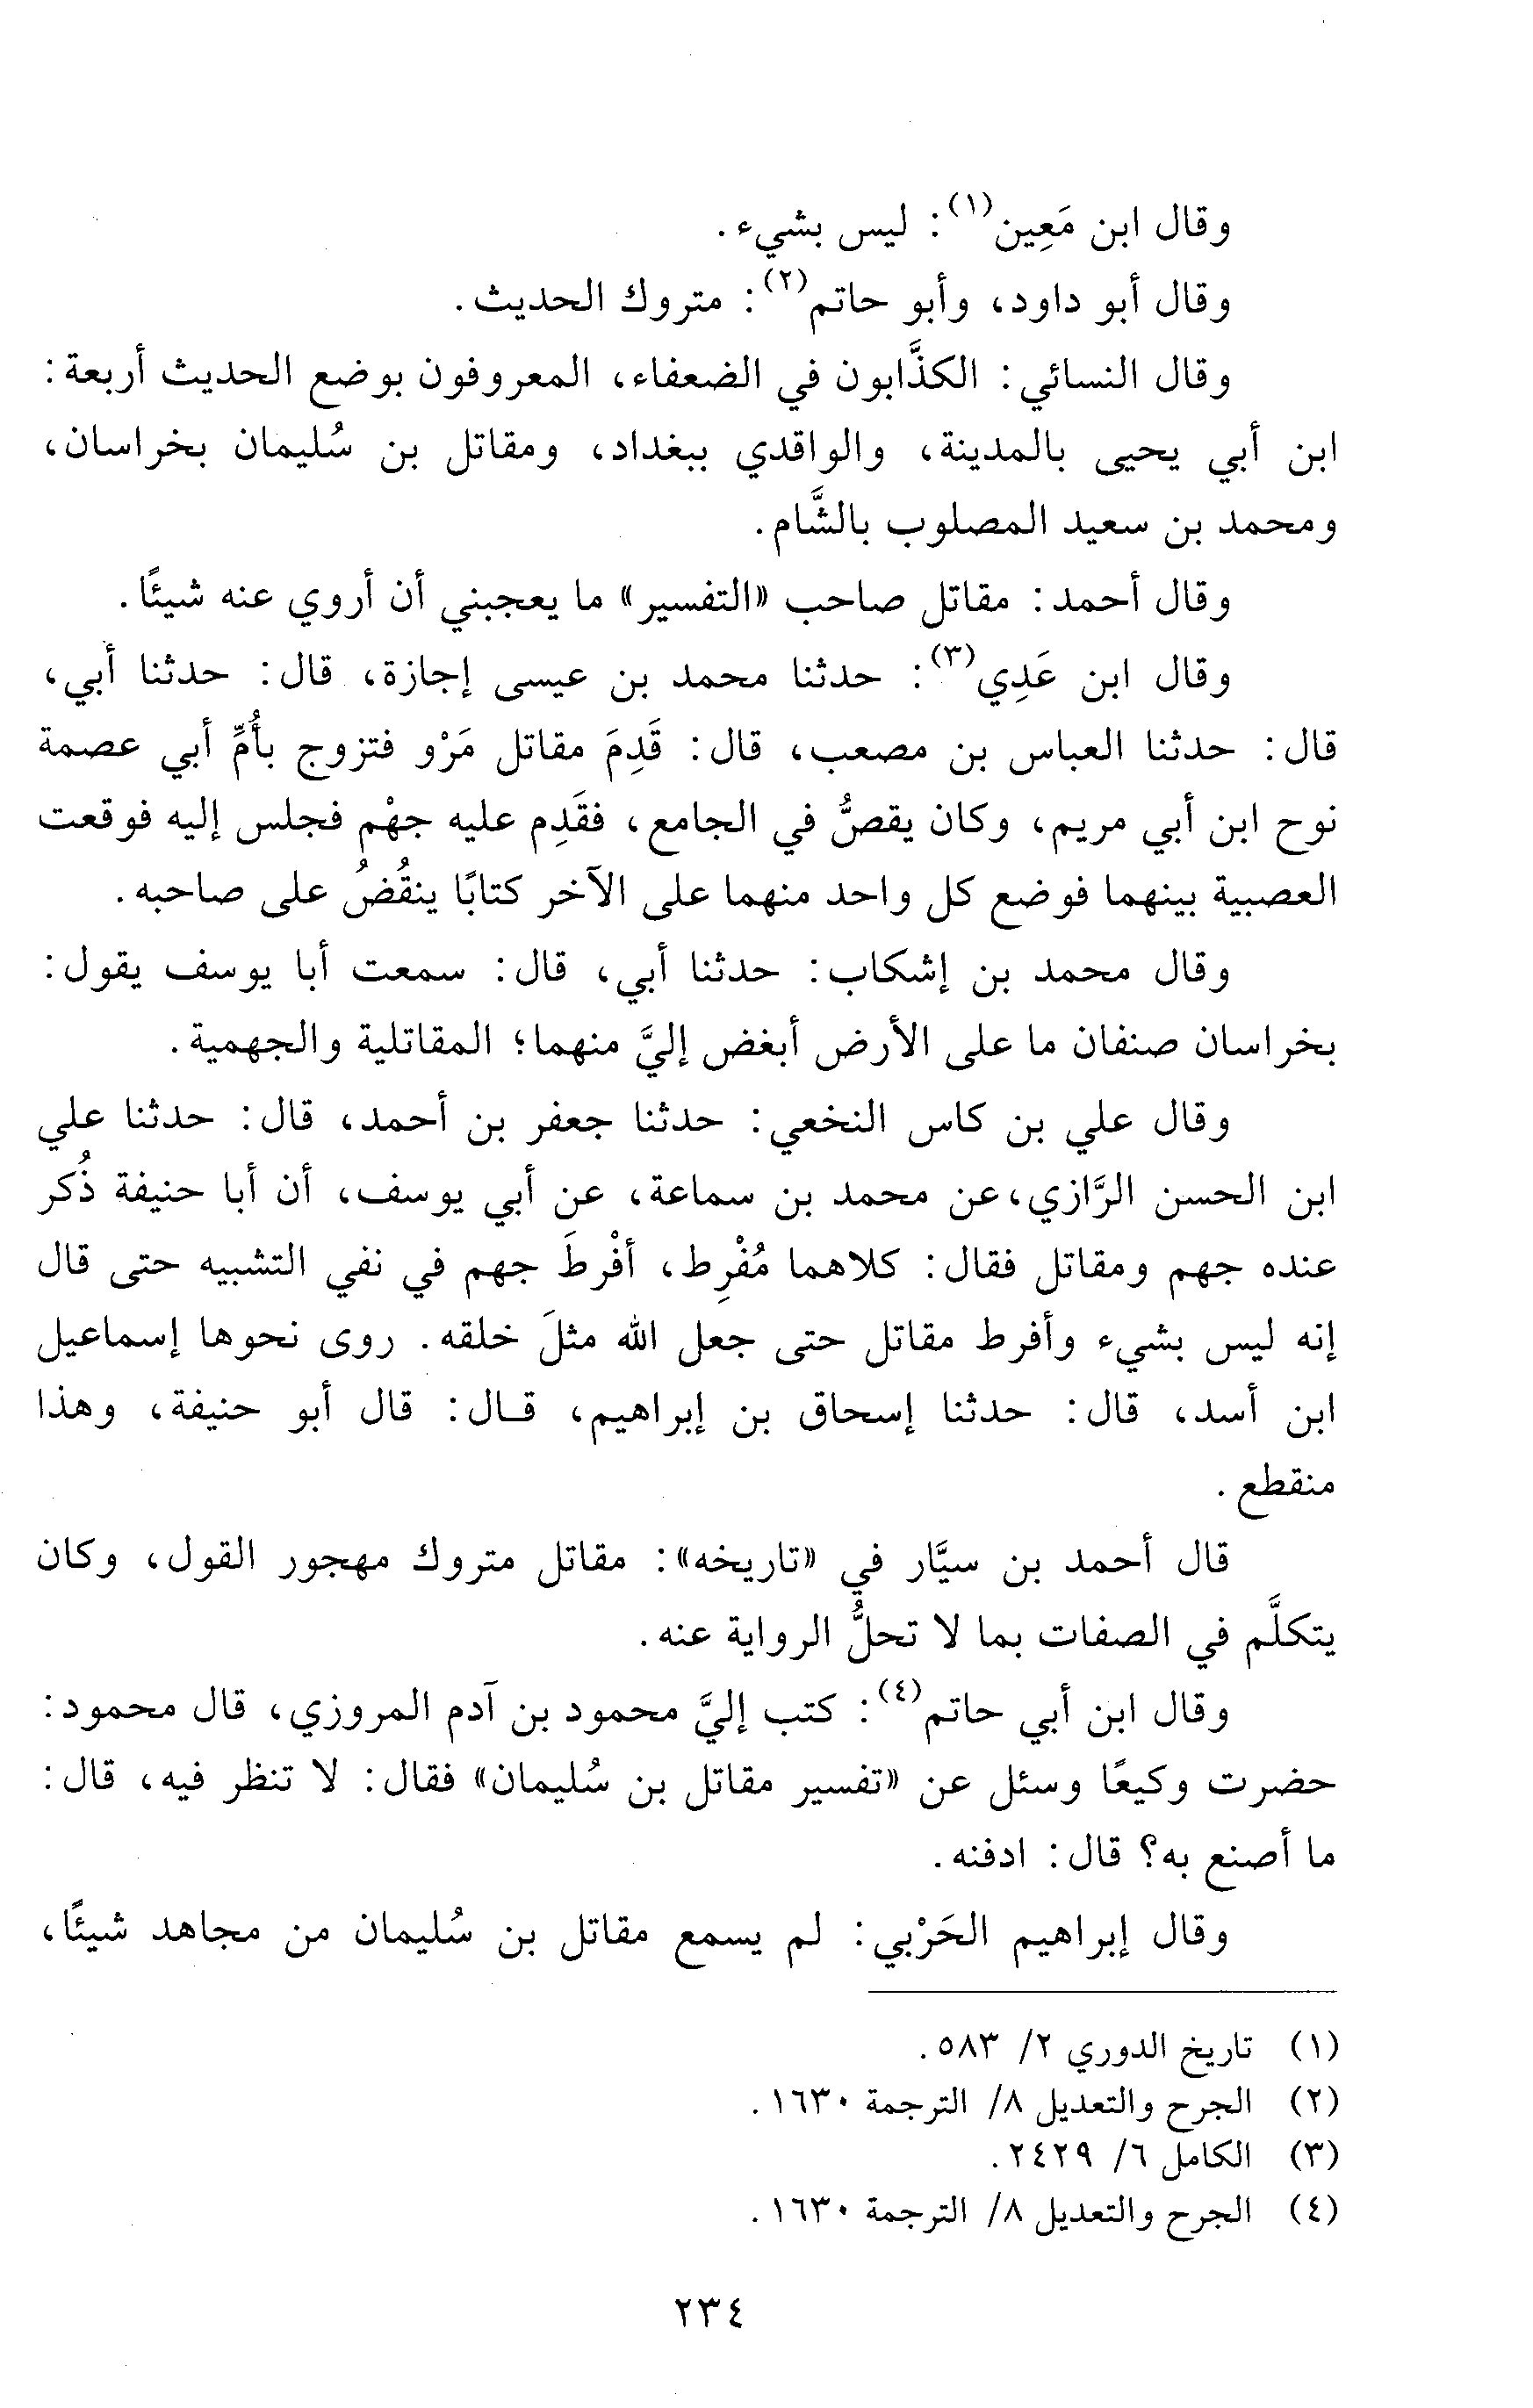 وقال ابن مَعِين(١): ليس بشيء.
وقال أبو داود، وأبو حاتم(٢): متروك الحديث.
وقال النسائي: الكذَّابون في الضعفاء، المعروفون بوضع الحديث أربعة:
ابن أبي يحيى بالمدينة، والواقدي ببغداد، ومقاتل بن سُليمان بخراسان،
ومحمد بن سعيد المصلوب بالشَّام.
وقال أحمد: مقاتل صاحب «التفسير» ما يعجبني أن أروي عنه شيئًا.
وقال ابن عَدِي(٣): حدثنا محمد بن عيسى إجازة، قال: حدثنا أبي،
قال: حدثنا العباس بن مصعب، قال: قَدِمَ مقاتل مَرْو فتزوج بأُمِّ أبي عصمة
نوح ابن أبي مريم، وكان يقصُّ في الجامع، فقَدِم عليه جهْم فجلس إليه فوقعت
العصبية بينهما فوضع كل واحد منهما على الآخر كتابًا ينقُضُ على صاحبه.
وقال محمد بن إشكاب: حدثنا أبي، قال: سمعت أبا يوسف يقول:
بخراسان صنفان ما على الأرض أبغض إليَّ منهما؛ المقاتلية والجهمية.
وقال علي بن كاس النخعي: حدثنا جعفر بن أحمد، قال: حدثنا علي
ابن الحسن الرَّازي، عن محمد بن سماعة، عن أبي يوسف، أن أبا حنيفة ذُكر
عنده جهم ومقاتل فقال: كلاهما مُفْرِط، أفْرطَ جهم في نفي التشبيه حتى قال
إنه ليس بشيء وأفرط مقاتل حتى جعل الله مثلَ خلقه. روى نحوها إسماعيل
ابن أسد، قال: حدثنا إسحاق بن إبراهيم، قـال: قال أبو حنيفة، وهذا
منقطع.
قال أحمد بن سيَّار في «تاريخه»: مقاتل متروك مهجور القول، وكان
يتكلَّم في الصفات بما لا تحلُّ الرواية عنه.
وقال ابن أبي حاتم(٤): كتب إليَّ محمود بن آدم المروزي، قال محمود:
حضرت وكيعًا وسئل عن «تفسير مقاتل بن سُليمان» فقال: لا تنظر فيه، قال:
ما أصنع به؟ قال: ادفنه.
وقال إبراهيم الحَرْبي: لم يسمع مقاتل بن سُليمان من مجاهد شيئًا،
(١) تاريخ الدوري ٢/ ٥٨٣.
(٢) الجرح والتعديل ٨/ الترجمة ١٦٣٠.
(٣) الكامل ٦/ ٢٤٢٩.
(٤) الجرح والتعديل ٨/ الترجمة ١٦٣٠.
٢٣٤